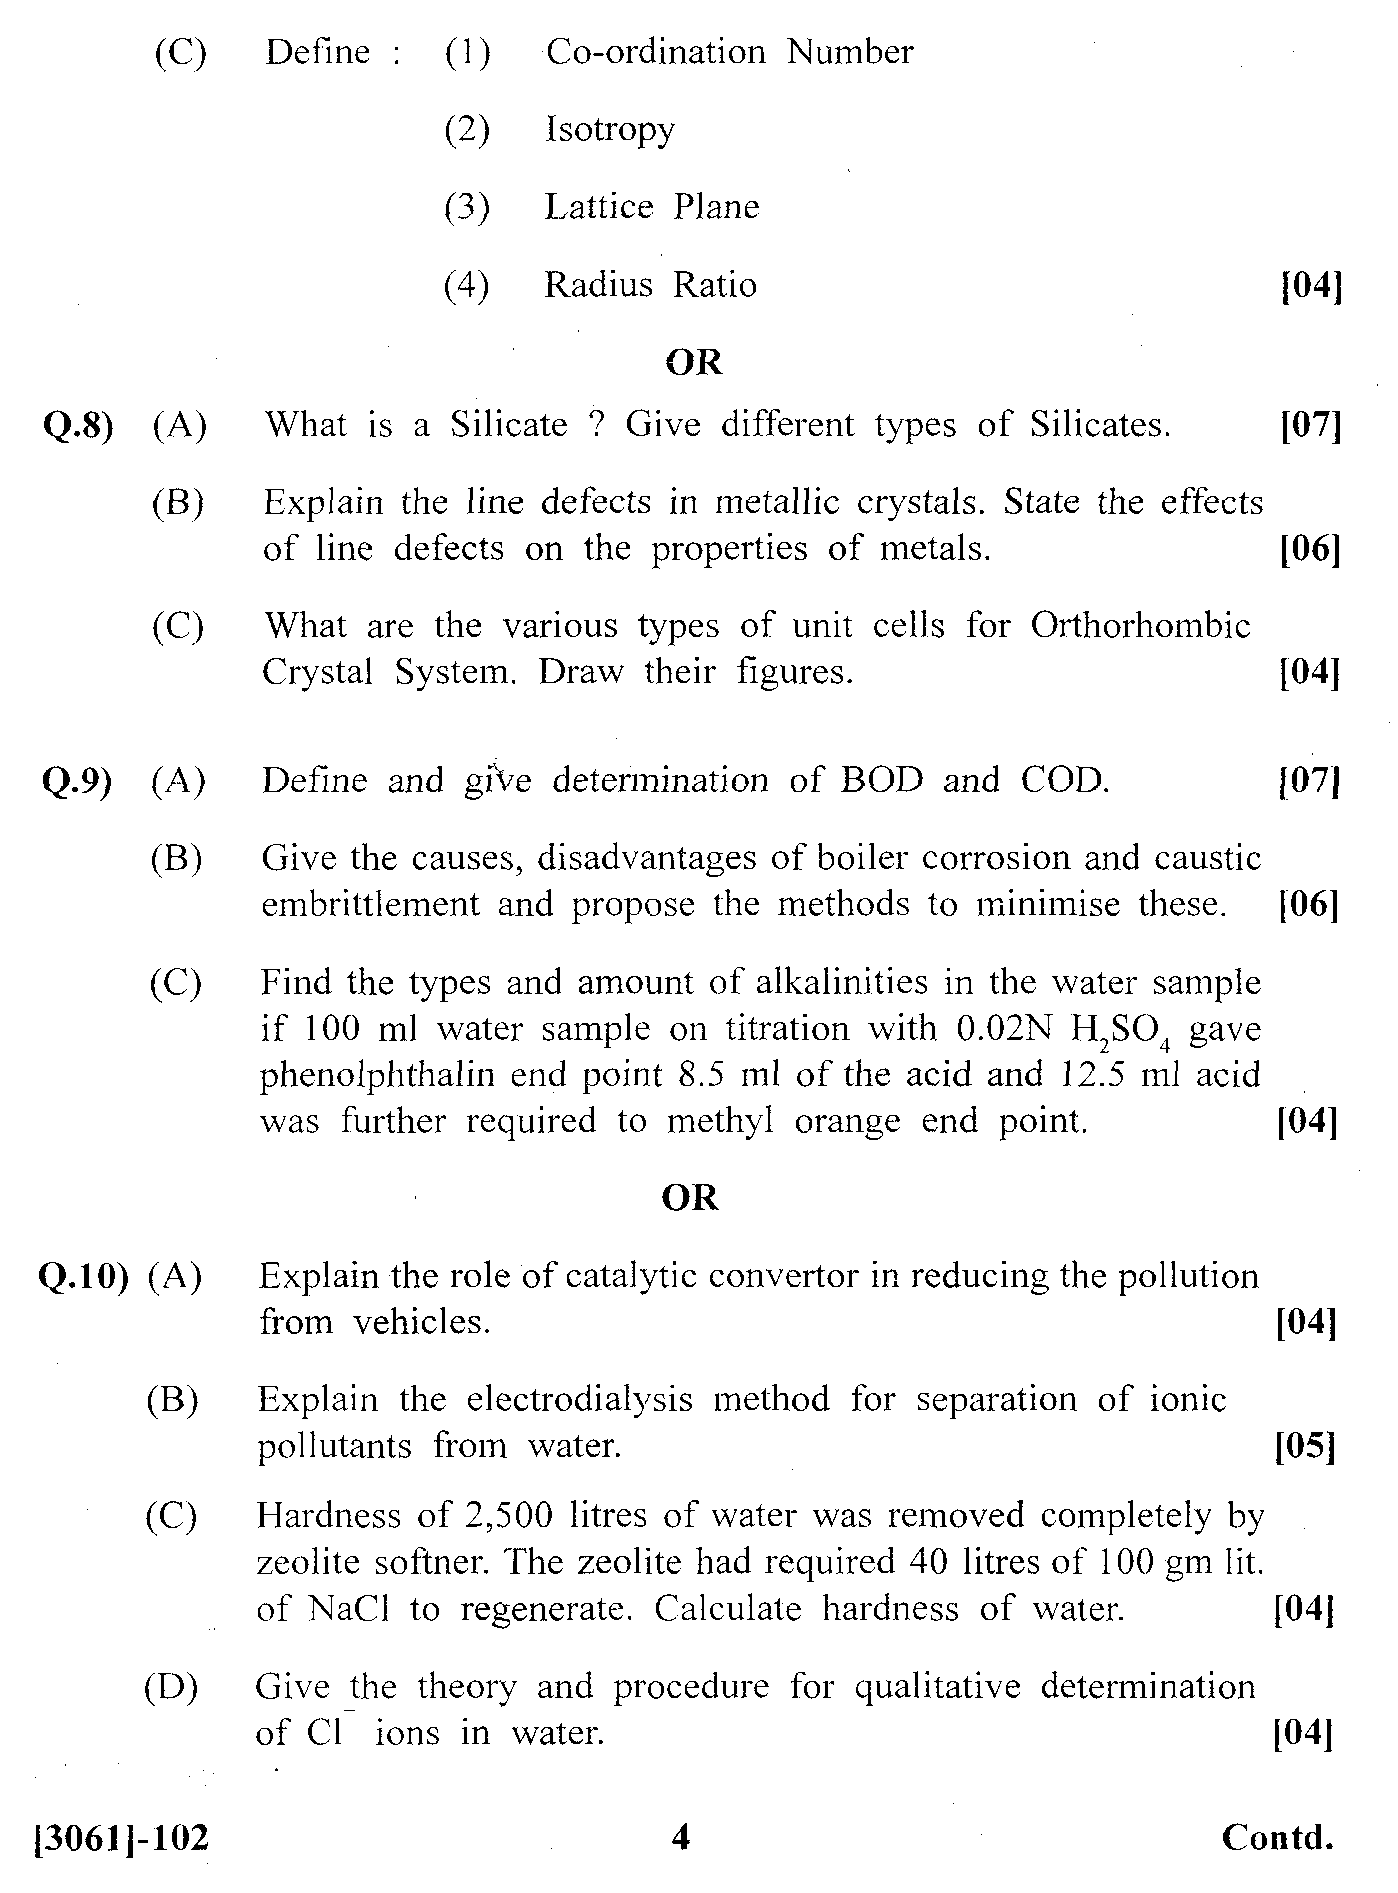 (C) Define : (1) Co-ordination Number
(2) Isotropy
(3) Lattice Plane
(4) Radius Ratio [04]
OR
Q.8) (A) What is a Silicate ? Give different types of Silicates. [07]
(B) Explain the line defects in metallic crystals. State the effects
of line defects on the properties of metals. [06]
(C) What are the various types of unit cells for Orthorhombic
Crystal System. Draw their figures. [04]
Q.9) (A) Define and give determination of BOD and COD. [07]
(B) Give the causes, disadvantages of boiler corrosion and caustic
embrittlement and propose the methods to minimise these. [06]
(C) Find the types and amount of alkalinities in the water sample
if 100 ml water sample on titration with 0.02N H₂SO₄ gave
phenolphthalin end point 8.5 ml of the acid and 12.5 ml acid
was further required to methyl orange end point. [04]
OR
Q.10) (A) Explain the role of catalytic convertor in reducing the pollution
from vehicles. [04]
(B) Explain the electrodialysis method for separation of ionic
pollutants from water. [05]
(C) Hardness of 2,500 litres of water was removed completely by
zeolite softner. The zeolite had required 40 litres of 100 gm lit.
of NaCl to regenerate. Calculate hardness of water. [04]
(D) Give the theory and procedure for qualitative determination
of Cl⁻ ions in water. [04]
[3061]-102 4 Contd.